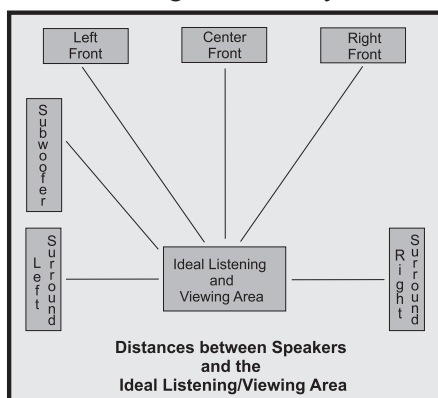 Left
Front
Center
Front
Right
Front
Subwoofer
Left
Surround
Ideal Listening
and
Viewing Area
Right
Surround
Distances between Speakers
and the
Ideal Listening/Viewing Area